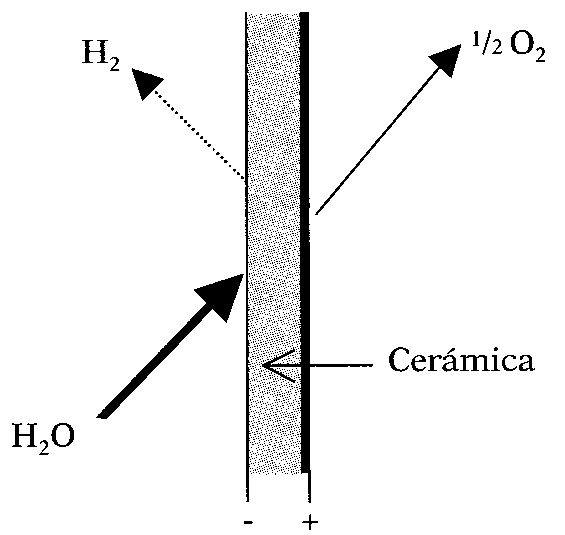 H₂
½ O₂
Cerámica
H₂O
- +